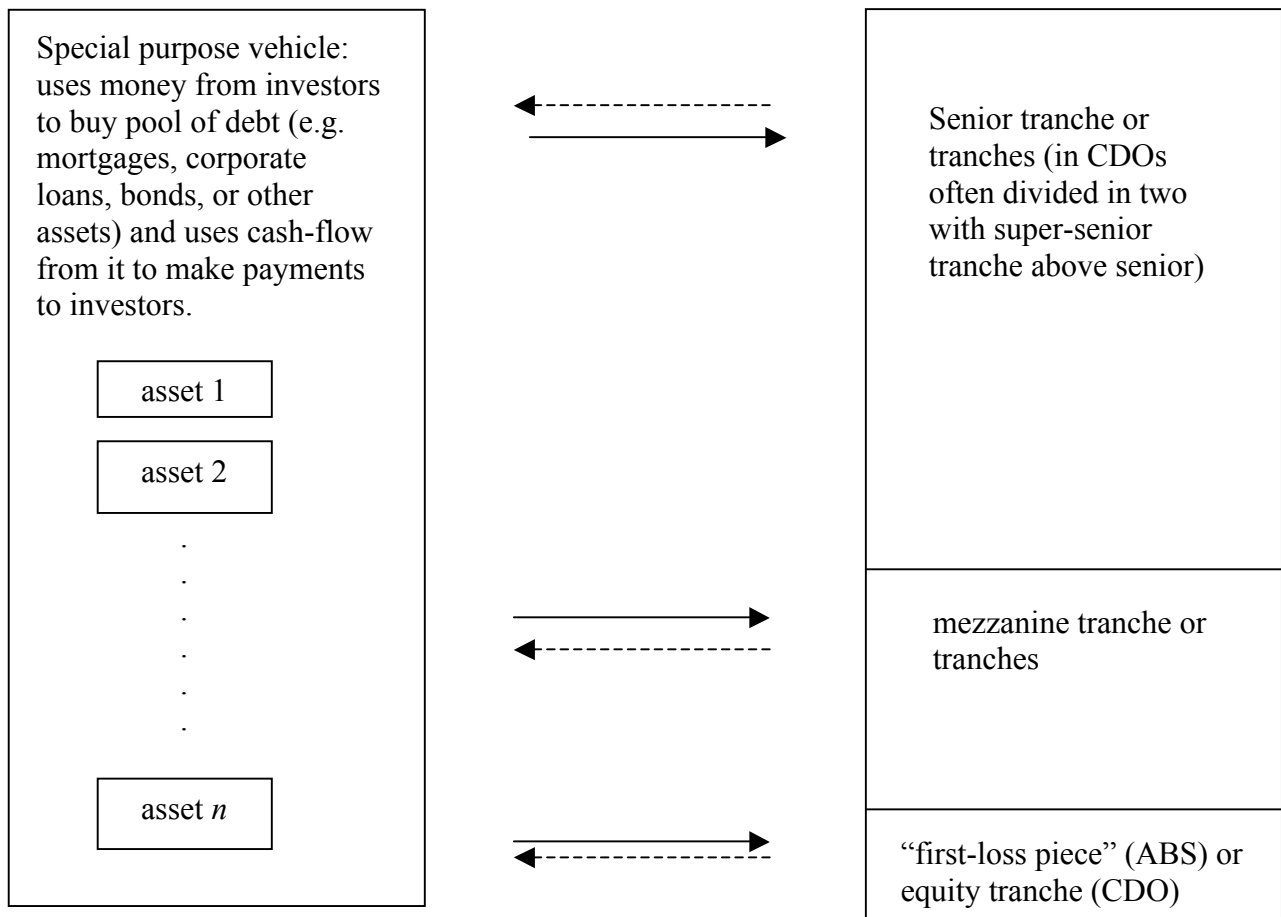 Special purpose vehicle:
uses money from investors
to buy pool of debt (e.g.
mortgages, corporate
loans, bonds, or other
assets) and uses cash-flow
from it to make payments
to investors.
asset 1
asset 2
.
.
.
.
.
.
asset n
Senior tranche or
tranches (in CDOs
often divided in two
with super-senior
tranche above senior)
mezzanine tranche or
tranches
“first-loss piece” (ABS) or
equity tranche (CDO)